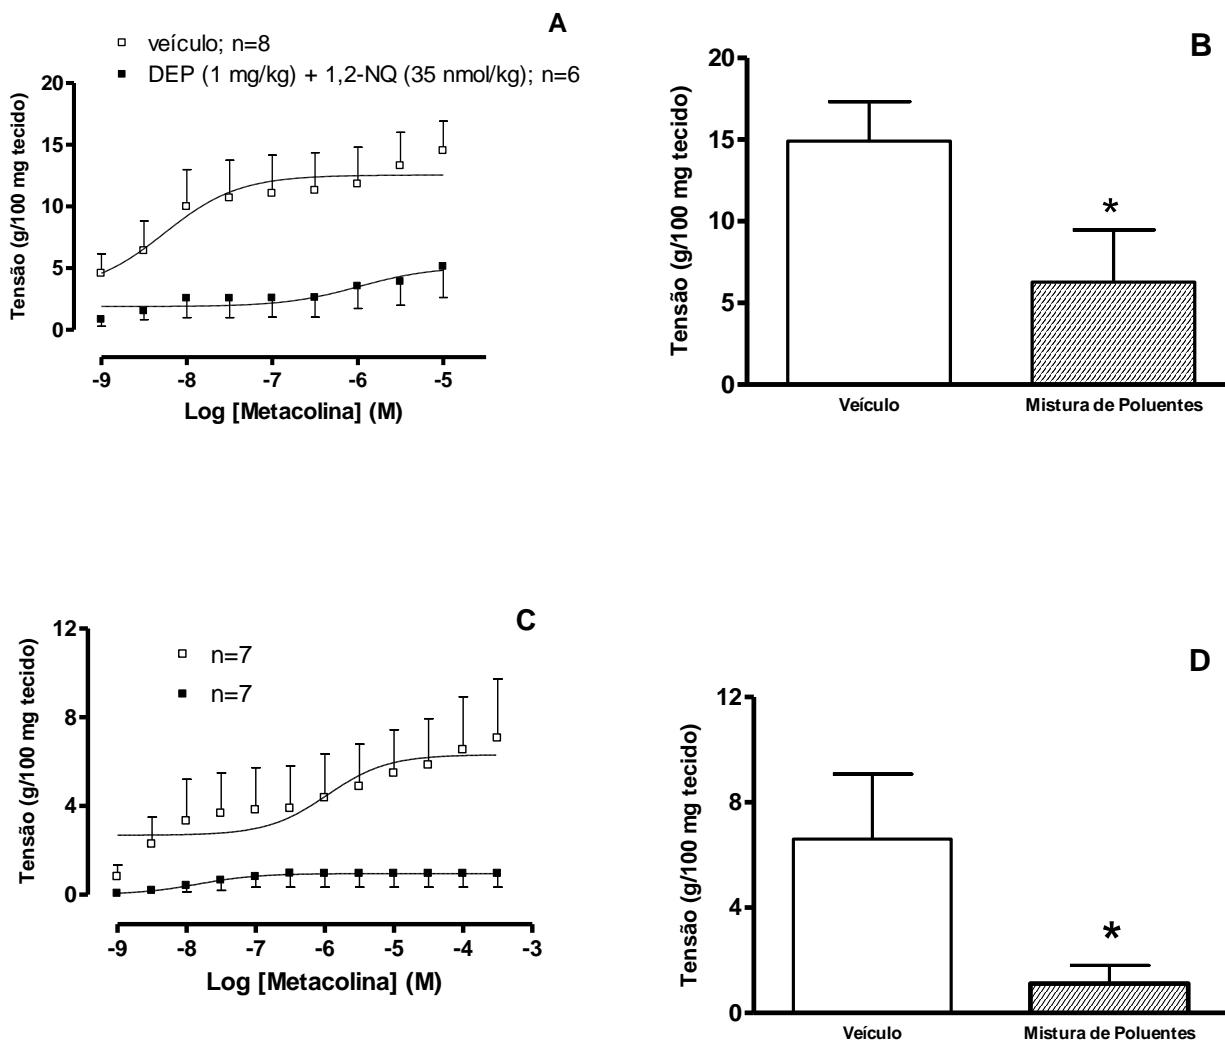 A
veículo; n=8
DEP (1 mg/kg) + 1,2-NQ (35 nmol/kg); n=6
20
15
10
5
0
Tensão (g/100 mg tecido)
-9 -8 -7 -6 -5
Log [Metacolina] (M)
B
20
15
10
5
0
Tensão (g/100 mg tecido)
*
Veículo Mistura de Poluentes
C
n=7
n=7
12
8
4
0
Tensão (g/100 mg tecido)
-9 -8 -7 -6 -5 -4 -3
Log [Metacolina] (M)
D
12
8
4
0
Tensão (g/100 mg tecido)
*
Veículo Mistura de Poluentes